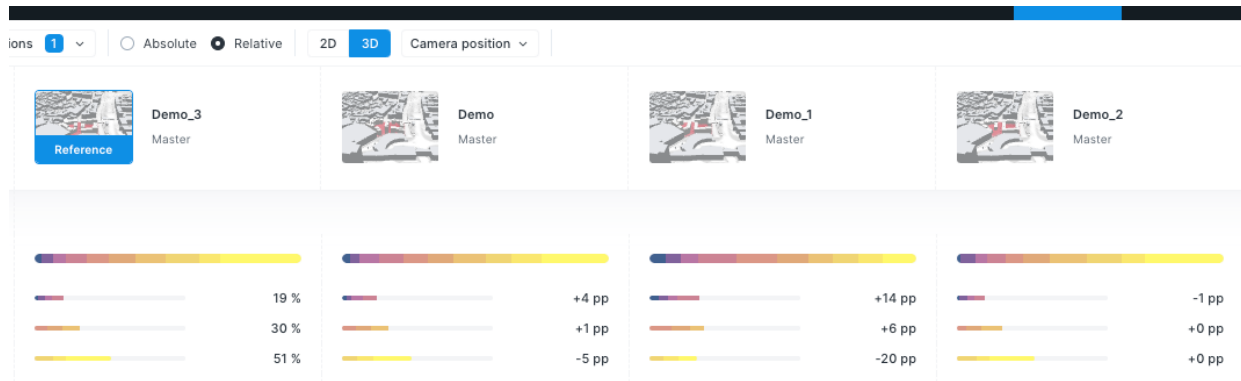 ions 1 Absolute Relative 2D 3D Camera position
Demo_3 Demo Demo_1 Demo_2
Master Master Master Master
Reference
19 % +4 pp +14 pp -1 pp
30 % +1 pp +6 pp +0 pp
51 % -5 pp -20 pp +0 pp